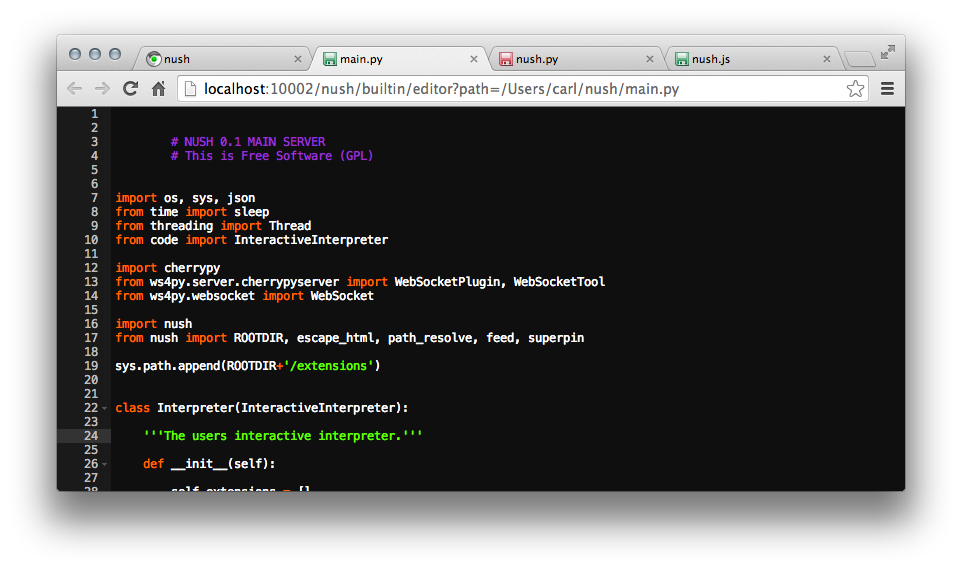 nush
main.py
nush.py
nush.js
localhost:10002/nush/builtin/editor?path=/Users/carl/nush/main.py
1
2
3 # NUSH 0.1 MAIN SERVER
4 # This is Free Software (GPL)
5
6
7 import os, sys, json
8 from time import sleep
9 from threading import Thread
10 from code import InteractiveInterpreter
11
12 import cherrypy
13 from ws4py.server.cherrypyserver import WebSocketPlugin, WebSocketTool
14 from ws4py.websocket import WebSocket
15
16 import nush
17 from nush import ROOTDIR, escape_html, path_resolve, feed, superpin
18
19 sys.path.append(ROOTDIR+'/extensions')
20
21
22 class Interpreter(InteractiveInterpreter):
23
24 '''The users interactive interpreter.'''
25
26 def __init__(self):
27
28 self.extensions = []